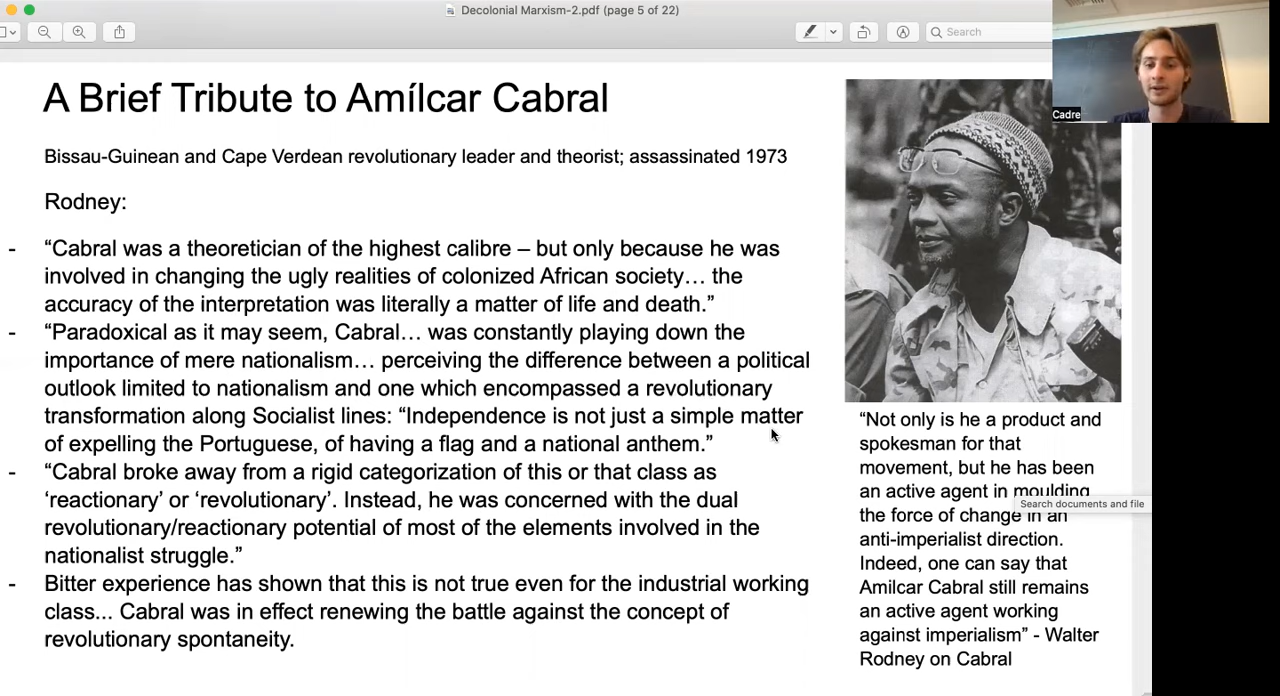 Decolonial Marxism-2.pdf (page 5 of 22)
Search
Cadre
A Brief Tribute to Amílcar Cabral
Bissau-Guinean and Cape Verdean revolutionary leader and theorist; assassinated 1973
Rodney:
- “Cabral was a theoretician of the highest calibre – but only because he was
involved in changing the ugly realities of colonized African society… the
accuracy of the interpretation was literally a matter of life and death.”
- “Paradoxical as it may seem, Cabral… was constantly playing down the
importance of mere nationalism… perceiving the difference between a political
outlook limited to nationalism and one which encompassed a revolutionary
transformation along Socialist lines: “Independence is not just a simple matter
of expelling the Portuguese, of having a flag and a national anthem.”
- “Cabral broke away from a rigid categorization of this or that class as
‘reactionary’ or ‘revolutionary’. Instead, he was concerned with the dual
revolutionary/reactionary potential of most of the elements involved in the
nationalist struggle.”
- Bitter experience has shown that this is not true even for the industrial working
class... Cabral was in effect renewing the battle against the concept of
revolutionary spontaneity.
“Not only is he a product and
spokesman for that
movement, but he has been
an active agent in moulding
Search documents and file
the force of change in an
anti-imperialist direction.
Indeed, one can say that
Amilcar Cabral still remains
an active agent working
against imperialism” - Walter
Rodney on Cabral